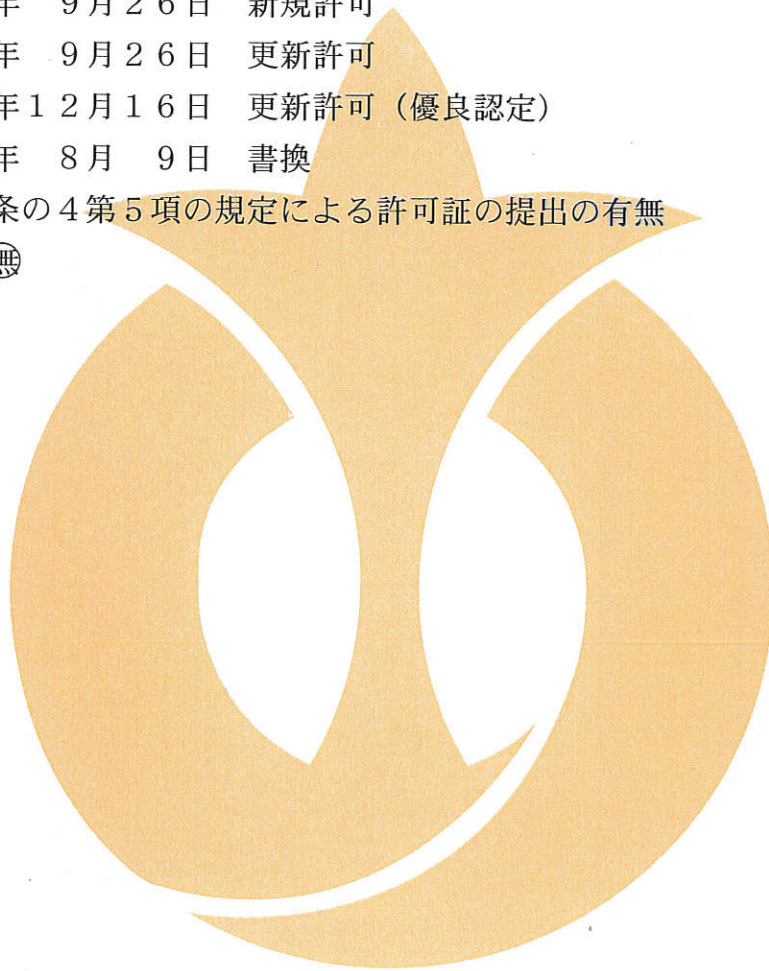 年　９月２６日　新規許可
年　９月２６日　更新許可
年１２月１６日　更新許可（優良認定）
年　８月　９日　書換
条の４第５項の規定による許可証の提出の有無
㊟無